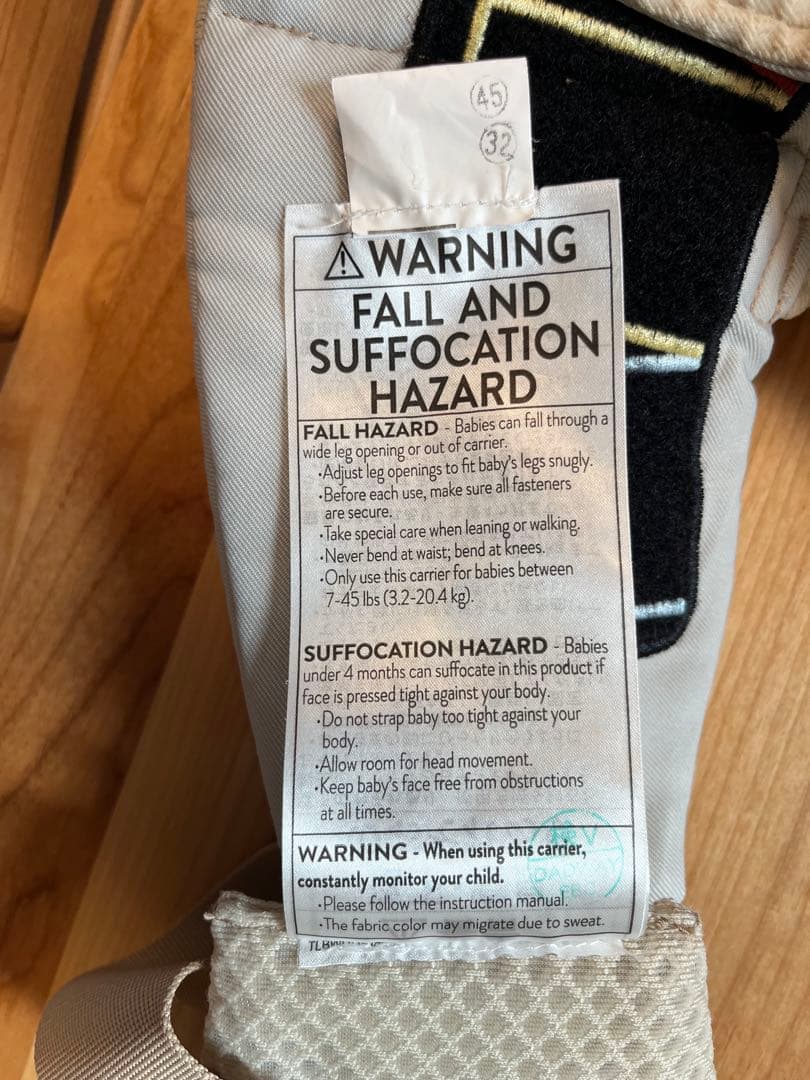 45
32
WARNING
FALL AND
SUFFOCATION
HAZARD
FALL HAZARD - Babies can fall through a
wide leg opening or out of carrier.
·Adjust leg openings to fit baby's legs snugly.
·Before each use, make sure all fasteners
are secure.
·Take special care when leaning or walking.
·Never bend at waist; bend at knees.
·Only use this carrier for babies between
7-45 lbs (3.2-20.4 kg).
SUFFOCATION HAZARD - Babies
under 4 months can suffocate in this product if
face is pressed tight against your body.
·Do not strap baby too tight against your
body.
·Allow room for head movement.
·Keep baby's face free from obstructions
at all times.
WARNING - When using this carrier,
constantly monitor your child.
·Please follow the instruction manual.
·The fabric color may migrate due to sweat.